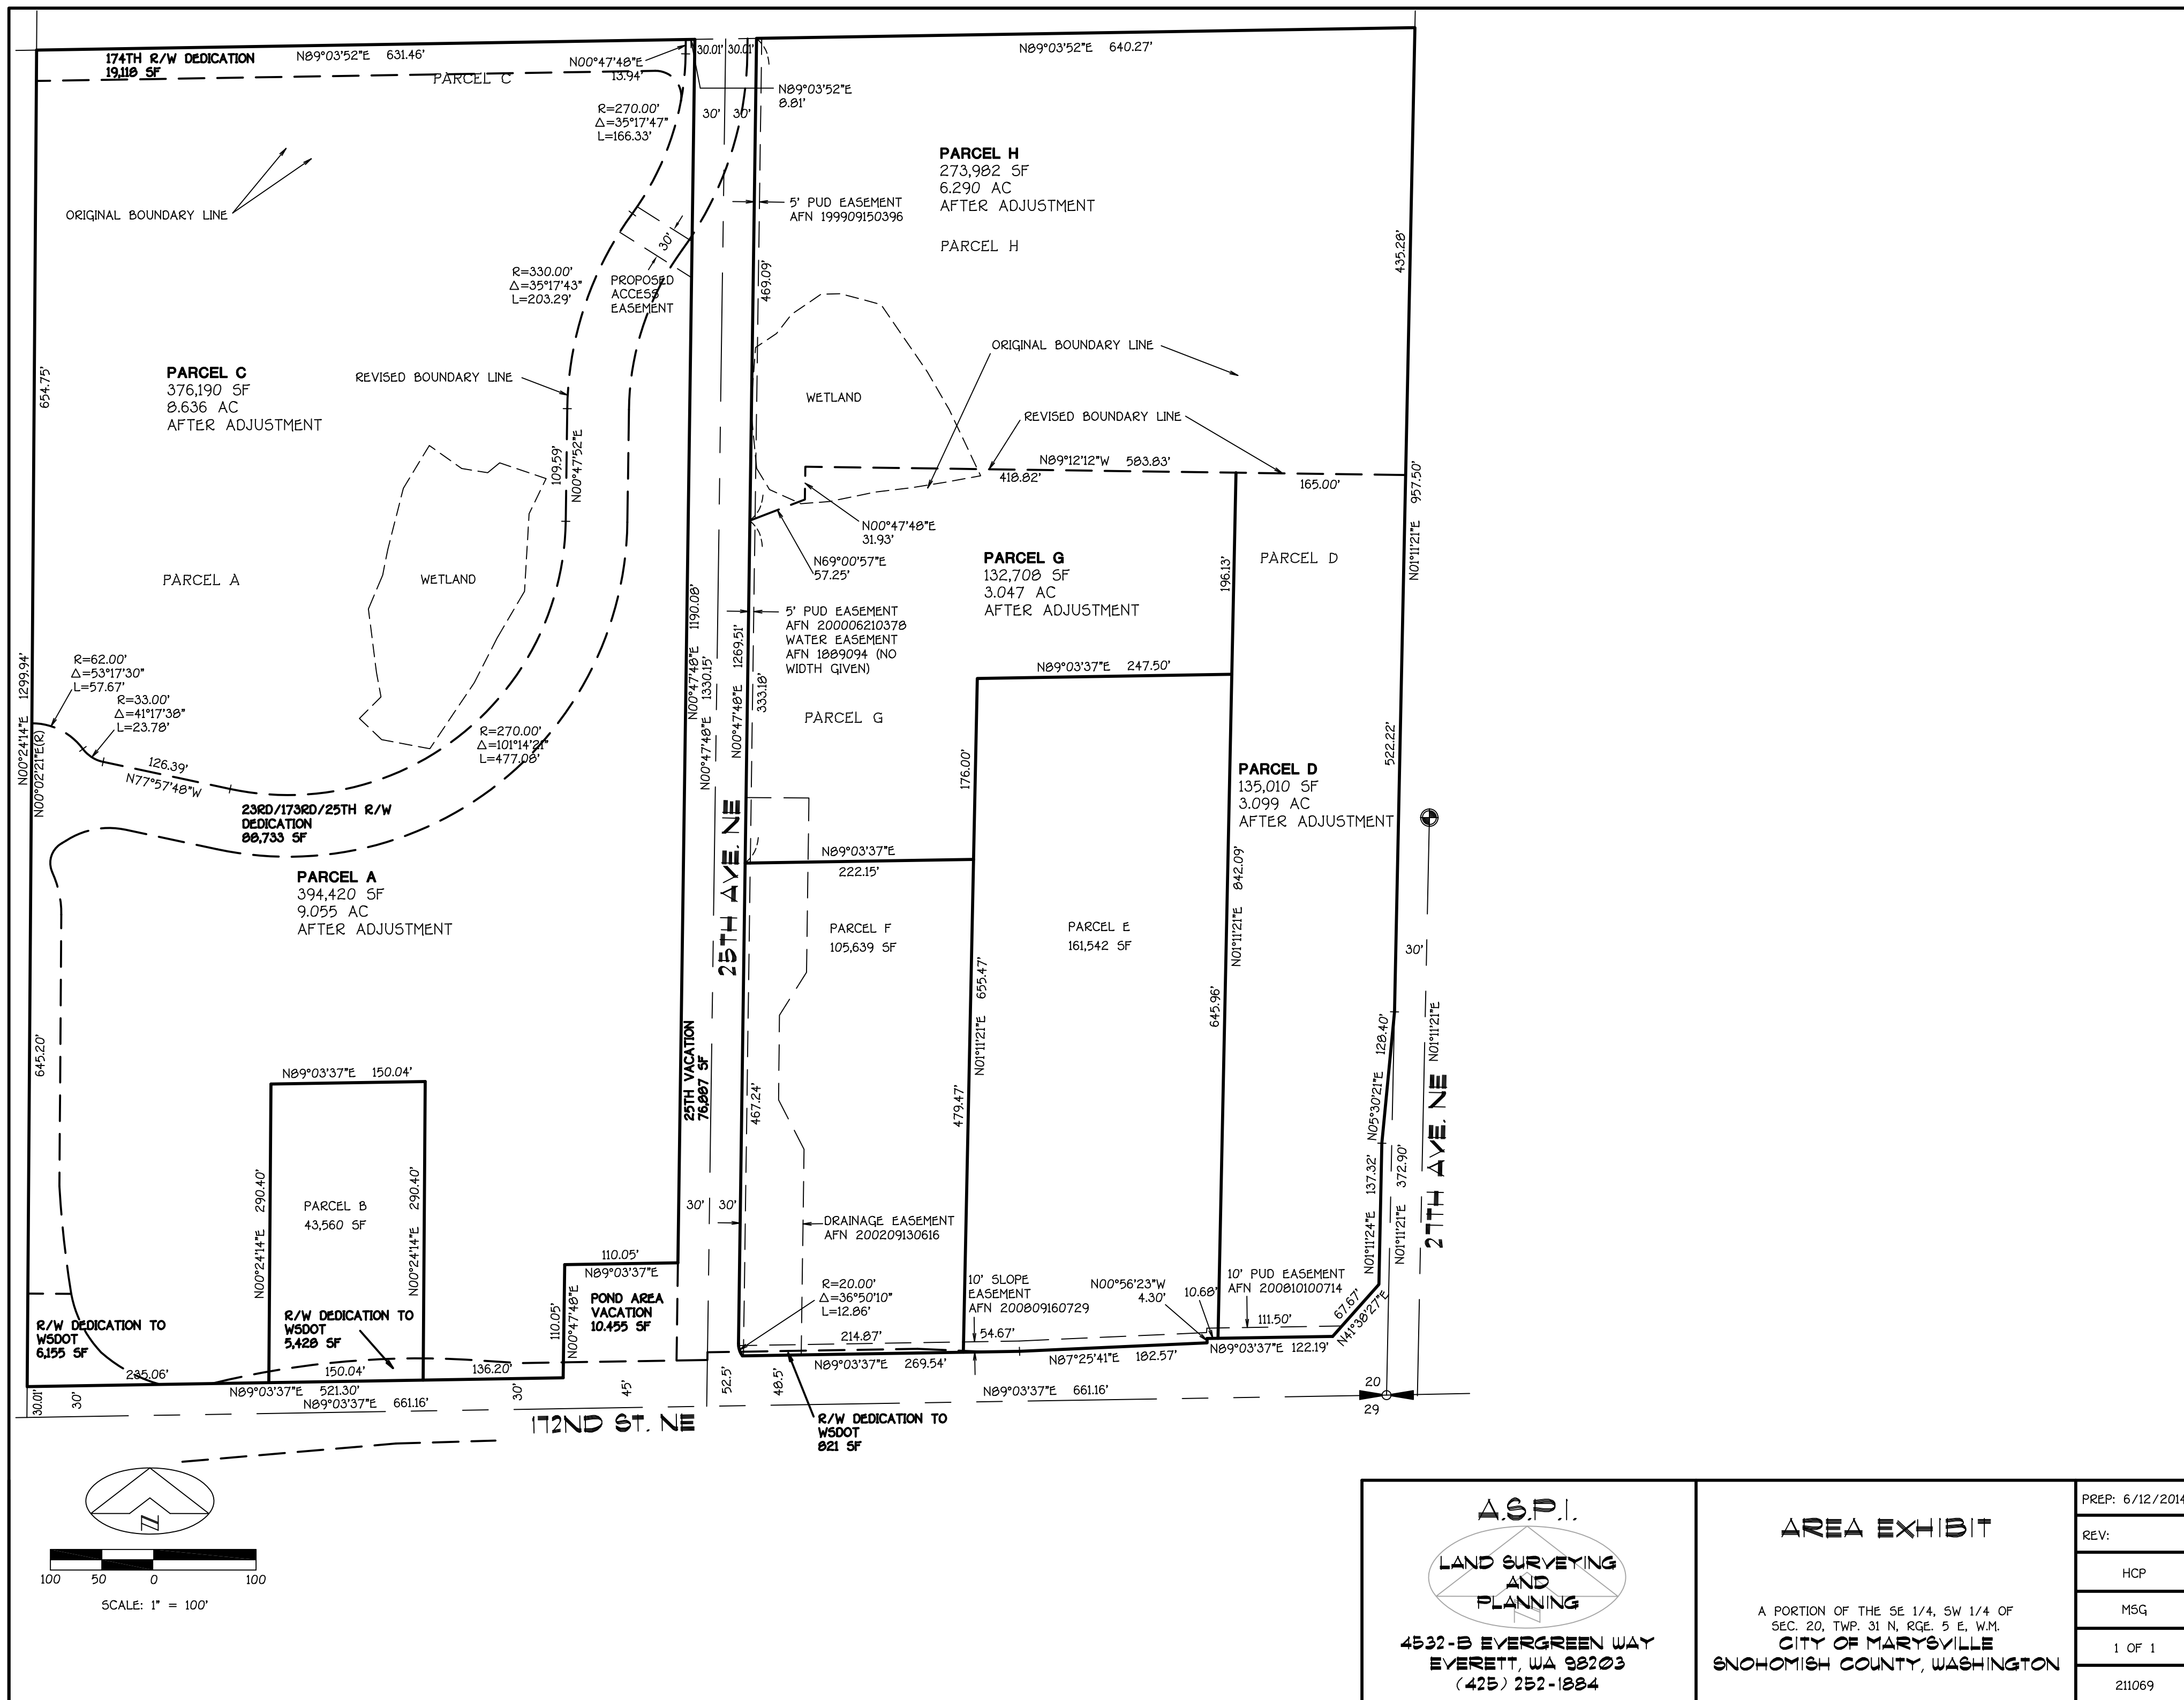 174TH R/W DEDICATION
19,118 SF
N89°03'52"E 631.46'
PARCEL C
N00°47'48"E
13.94'
30.01' 30.01'
N89°03'52"E 640.27'
N89°03'52"E
8.81'
R=270.00'
Δ=35°17'47"
L=166.33'
30' 30'
ORIGINAL BOUNDARY LINE
PARCEL H
273,982 SF
6.290 AC
AFTER ADJUSTMENT
PARCEL H
5' PUD EASEMENT
AFN 199909150396
435.28'
30'
R=330.00'
Δ=35°17'43"
L=203.29'
PROPOSED
ACCESS
EASEMENT
469.09'
654.75'
PARCEL C
376,190 SF
8.636 AC
AFTER ADJUSTMENT
REVISED BOUNDARY LINE
WETLAND
ORIGINAL BOUNDARY LINE
REVISED BOUNDARY LINE
N89°12'12"W 583.83'
418.82'
165.00'
109.59'
N00°47'52"E
N00°47'48"E
31.93'
N69°00'57"E
57.25'
N01°11'21"E 957.50'
PARCEL A
WETLAND
PARCEL G
132,708 SF
3.047 AC
AFTER ADJUSTMENT
196.13'
PARCEL D
5' PUD EASEMENT
AFN 200006210378
WATER EASEMENT
AFN 1889094 (NO
WIDTH GIVEN)
N00°47'48"E 1190.08'
N00°47'48"E 1330.15'
N00°47'48"E 1269.51'
333.18'
N89°03'37"E 247.50'
PARCEL G
N00°24'14"E 1299.94'
N00°02'21"E(R)
R=62.00'
Δ=53°17'30"
L=57.67'
R=33.00'
Δ=41°17'38"
L=23.78'
126.39'
N77°57'48"W
R=270.00'
Δ=101°14'21"
L=477.08'
176.00'
522.22'
PARCEL D
135,010 SF
3.099 AC
AFTER ADJUSTMENT
23RD/173RD/25TH R/W
DEDICATION
88,733 SF
PARCEL A
394,420 SF
9.055 AC
AFTER ADJUSTMENT
25TH AVE. NE
N89°03'37"E
222.15'
N01°11'21"E 842.09'
PARCEL F
105,639 SF
PARCEL E
161,542 SF
30'
N01°11'21"E 655.47'
645.96'
645.20'
N89°03'37"E 150.04'
25TH VACATION
76,887 SF
467.24'
479.47'
128.40'
N05°30'21"E
N01°11'21"E
27TH AVE. NE
N00°24'14"E 290.40'
PARCEL B
43,560 SF
N00°24'14"E 290.40'
30' 30'
DRAINAGE EASEMENT
AFN 200209130616
N01°11'24"E 137.32'
N01°11'21"E 372.90'
110.05'
N89°03'37"E
110.05'
N00°47'48"E
POND AREA
VACATION
10.455 SF
R=20.00'
Δ=36°50'10"
L=12.86'
10' SLOPE
EASEMENT
AFN 200809160729
N00°56'23"W
4.30'
10.68'
10' PUD EASEMENT
AFN 200810100714
111.50'
67.67'
N41°38'27"E
R/W DEDICATION TO
WSDOT
6,155 SF
R/W DEDICATION TO
WSDOT
5,428 SF
214.87'
54.67'
N89°03'37"E 269.54'
N87°25'41"E 182.57'
N89°03'37"E 122.19'
235.06'
150.04'
136.20'
N89°03'37"E 521.30'
N89°03'37"E 661.16'
30.01'
30'
30'
45'
52.5'
48.5'
N89°03'37"E 661.16'
20
29
172ND ST. NE
R/W DEDICATION TO
WSDOT
821 SF
N
100 50 0 100
SCALE: 1" = 100'
A.S.P.I.
LAND SURVEYING
AND
PLANNING
N
4532-B EVERGREEN WAY
EVERETT, WA 98203
(425) 252-1884
AREA EXHIBIT
A PORTION OF THE SE 1/4, SW 1/4 OF
SEC. 20, TWP. 31 N, RGE. 5 E, W.M.
CITY OF MARYSVILLE
SNOHOMISH COUNTY, WASHINGTON
PREP: 6/12/2014
REV:
HCP
MSG
1 OF 1
211069